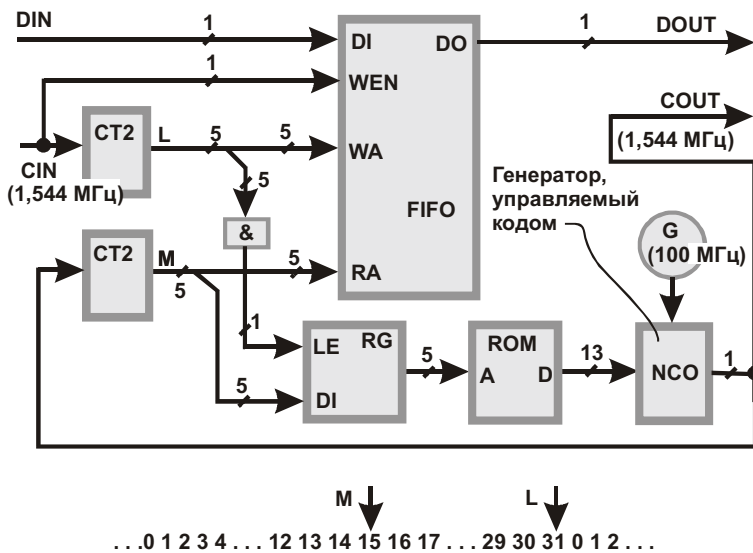 DIN
1
DI
DO
1
DOUT
1
WEN
COUT
(1,544 МГц)
CT2
L
5
5
WA
CIN
(1,544 МГц)
5
Генератор,
управляемый
кодом
FIFO
&
G
(100 МГц)
CT2
M
5
5
RA
1
LE
RG
5
ROM
A
D
13
NCO
1
5
DI
M
L
. . .0 1 2 3 4 . . . 12 13 14 15 16 17 . . . 29 30 31 0 1 2 . . .